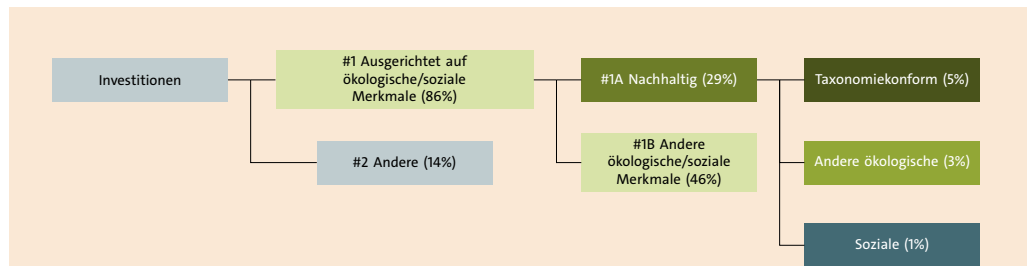 Investitionen
#1 Ausgerichtet auf
ökologische/soziale
Merkmale (86%)
#1A Nachhaltig (29%)
Taxonomiekonform (5%)
#2 Andere (14%)
#1B Andere
ökologische/soziale
Merkmale (46%)
Andere ökologische (3%)
Soziale (1%)